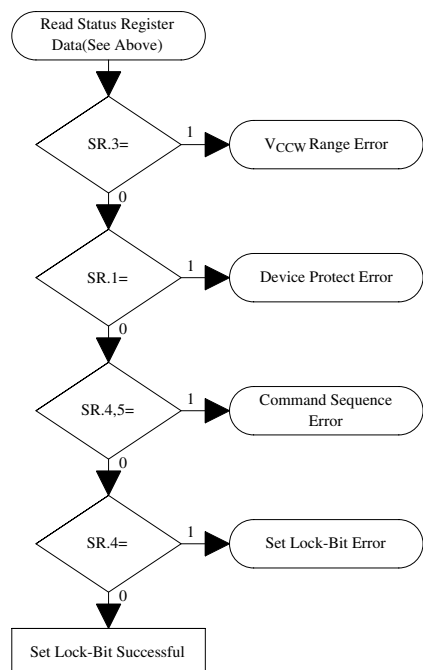 Read Status Register
Data(See Above)
SR.3=
1
VCCW Range Error
0
SR.1=
1
Device Protect Error
0
SR.4,5=
1
Command Sequence
Error
0
SR.4=
1
Set Lock-Bit Error
0
Set Lock-Bit Successful